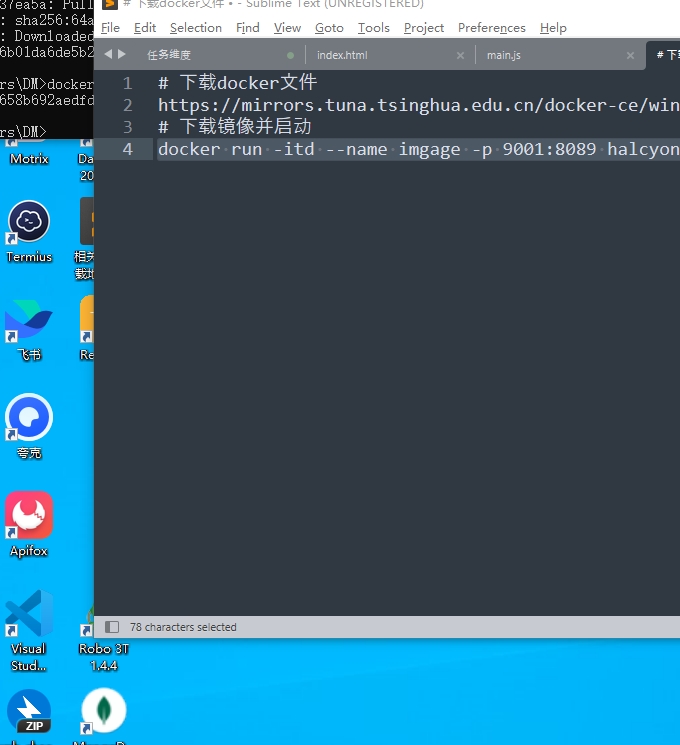 37ea5a: Pull
: sha256:64a
: Downloaded
6b01da6de5b2
rs\DM>docker
658b692aedfd
rs\DM>
# 下载docker文件 • - Sublime Text (UNREGISTERED)
File Edit Selection Find View Goto Tools Project Preferences Help
任务维度 index.html main.js # 下
1 # 下载docker文件
2 https://mirrors.tuna.tsinghua.edu.cn/docker-ce/win
3 # 下载镜像并启动
4 docker run -itd --name imgage -p 9001:8089 halcyon
78 characters selected
Motrix
Da
20
Termius
相关
载地
飞书
Re
夸克
Apifox
Visual
Stud...
Robo 3T
1.4.4
ZIP